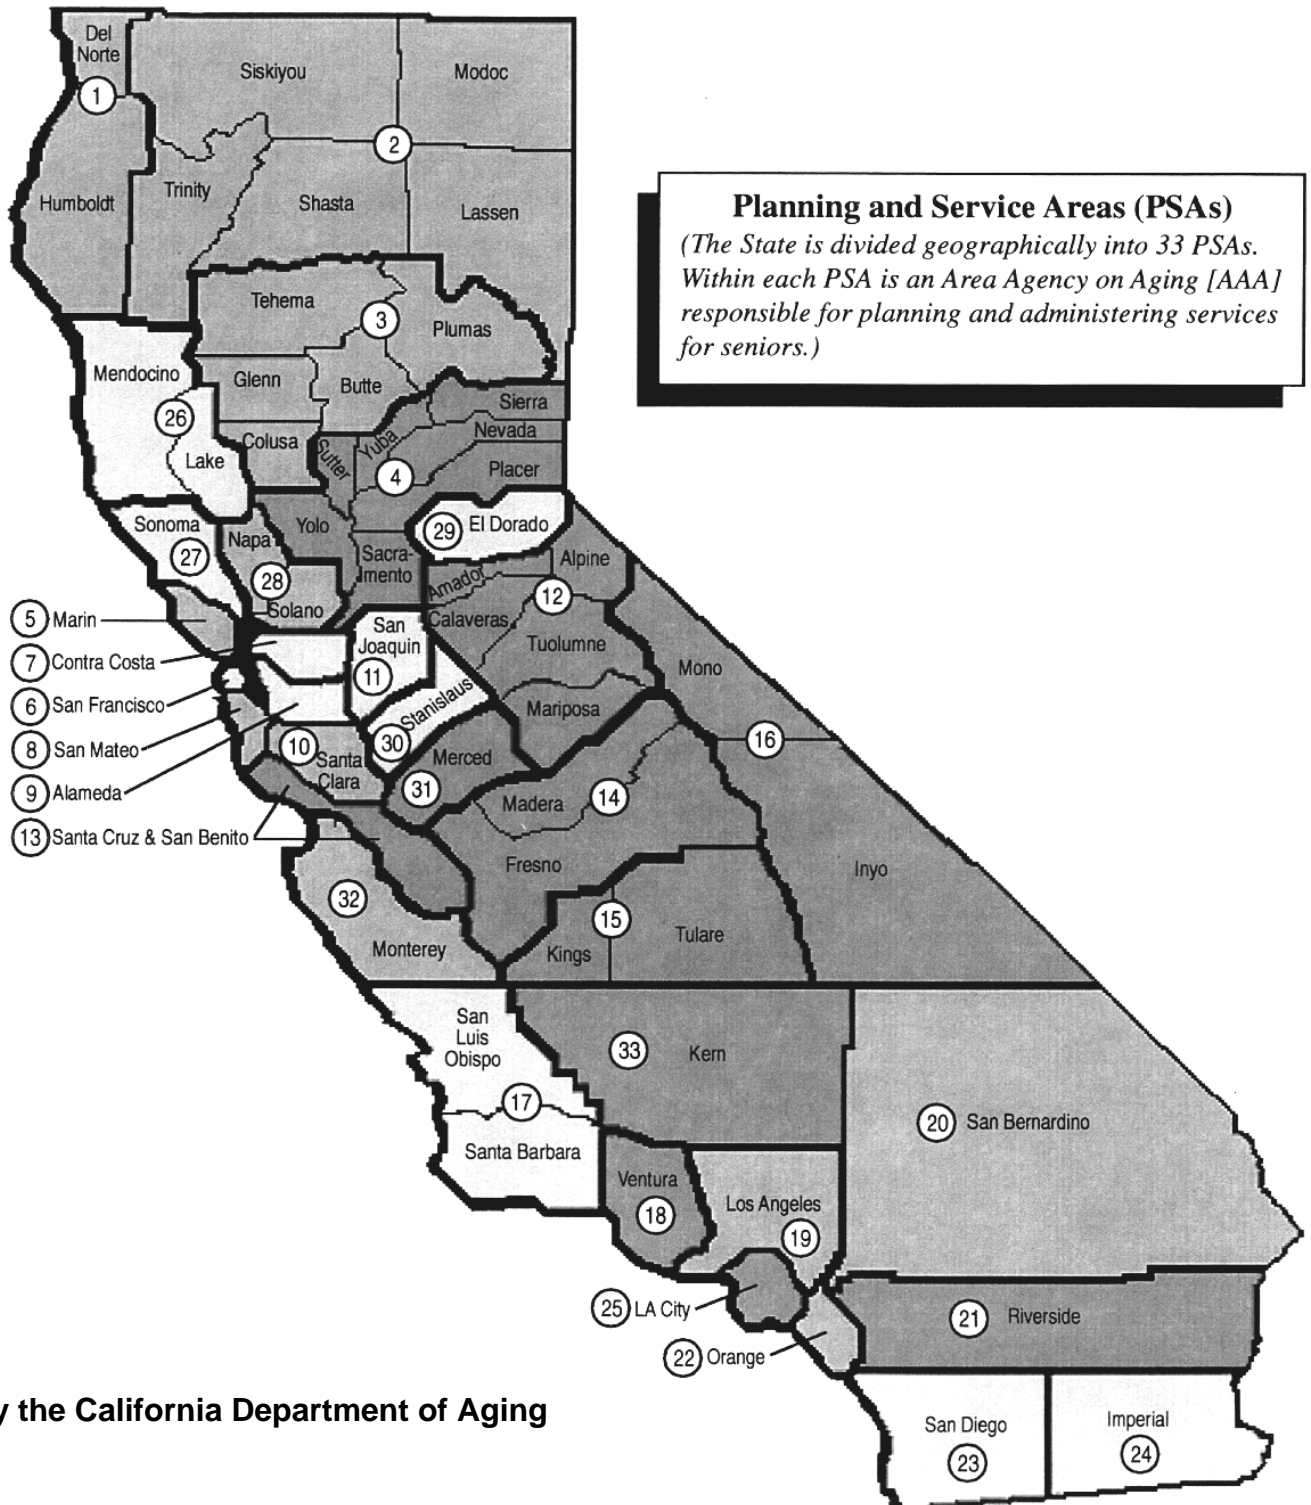 Del
Norte
1
Siskiyou
Modoc
2
Humboldt
Trinity
Shasta
Lassen
Planning and Service Areas (PSAs)
(The State is divided geographically into 33 PSAs.
Within each PSA is an Area Agency on Aging [AAA]
responsible for planning and administering services
for seniors.)
Tehema
3
Plumas
Mendocino
Glenn
Butte
26
Sierra
Colusa
Sutter
Yuba
Nevada
Lake
4
Placer
Sonoma
27
Napa
Yolo
29 El Dorado
28
Solano
Sacra-
mento
Amador
Alpine
12
5 Marin
San
Joaquin
Calaveras
Tuolumne
7 Contra Costa
11
Mono
6 San Francisco
Stanislaus
Mariposa
8 San Mateo
10
Santa
Clara
30
Merced
16
9 Alameda
31
Madera
14
13 Santa Cruz & San Benito
Fresno
Inyo
32
15
Monterey
Kings
Tulare
San
Luis
Obispo
33
Kern
17
20 San Bernardino
Santa Barbara
Ventura
18
Los Angeles
19
25 LA City
21 Riverside
22 Orange
y the California Department of Aging
San Diego
23
Imperial
24